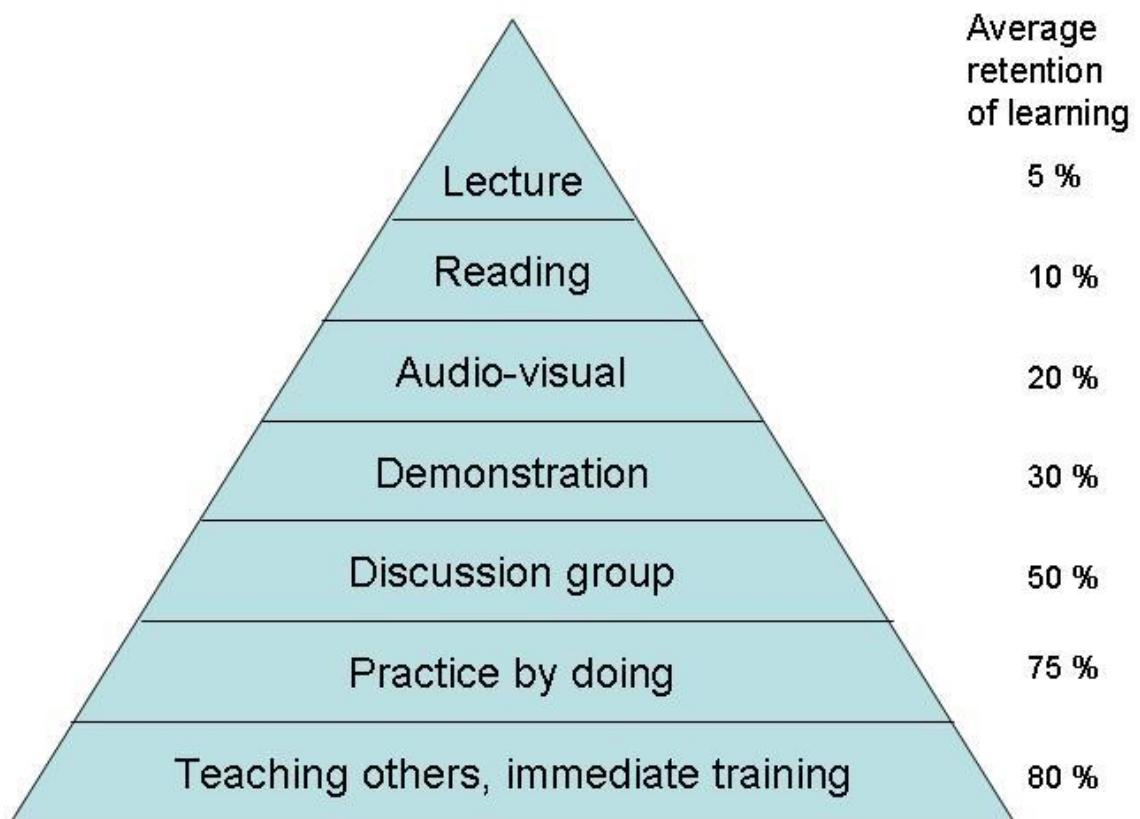 Average
retention
of learning
Lecture 5 %
Reading 10 %
Audio-visual 20 %
Demonstration 30 %
Discussion group 50 %
Practice by doing 75 %
Teaching others, immediate training 80 %